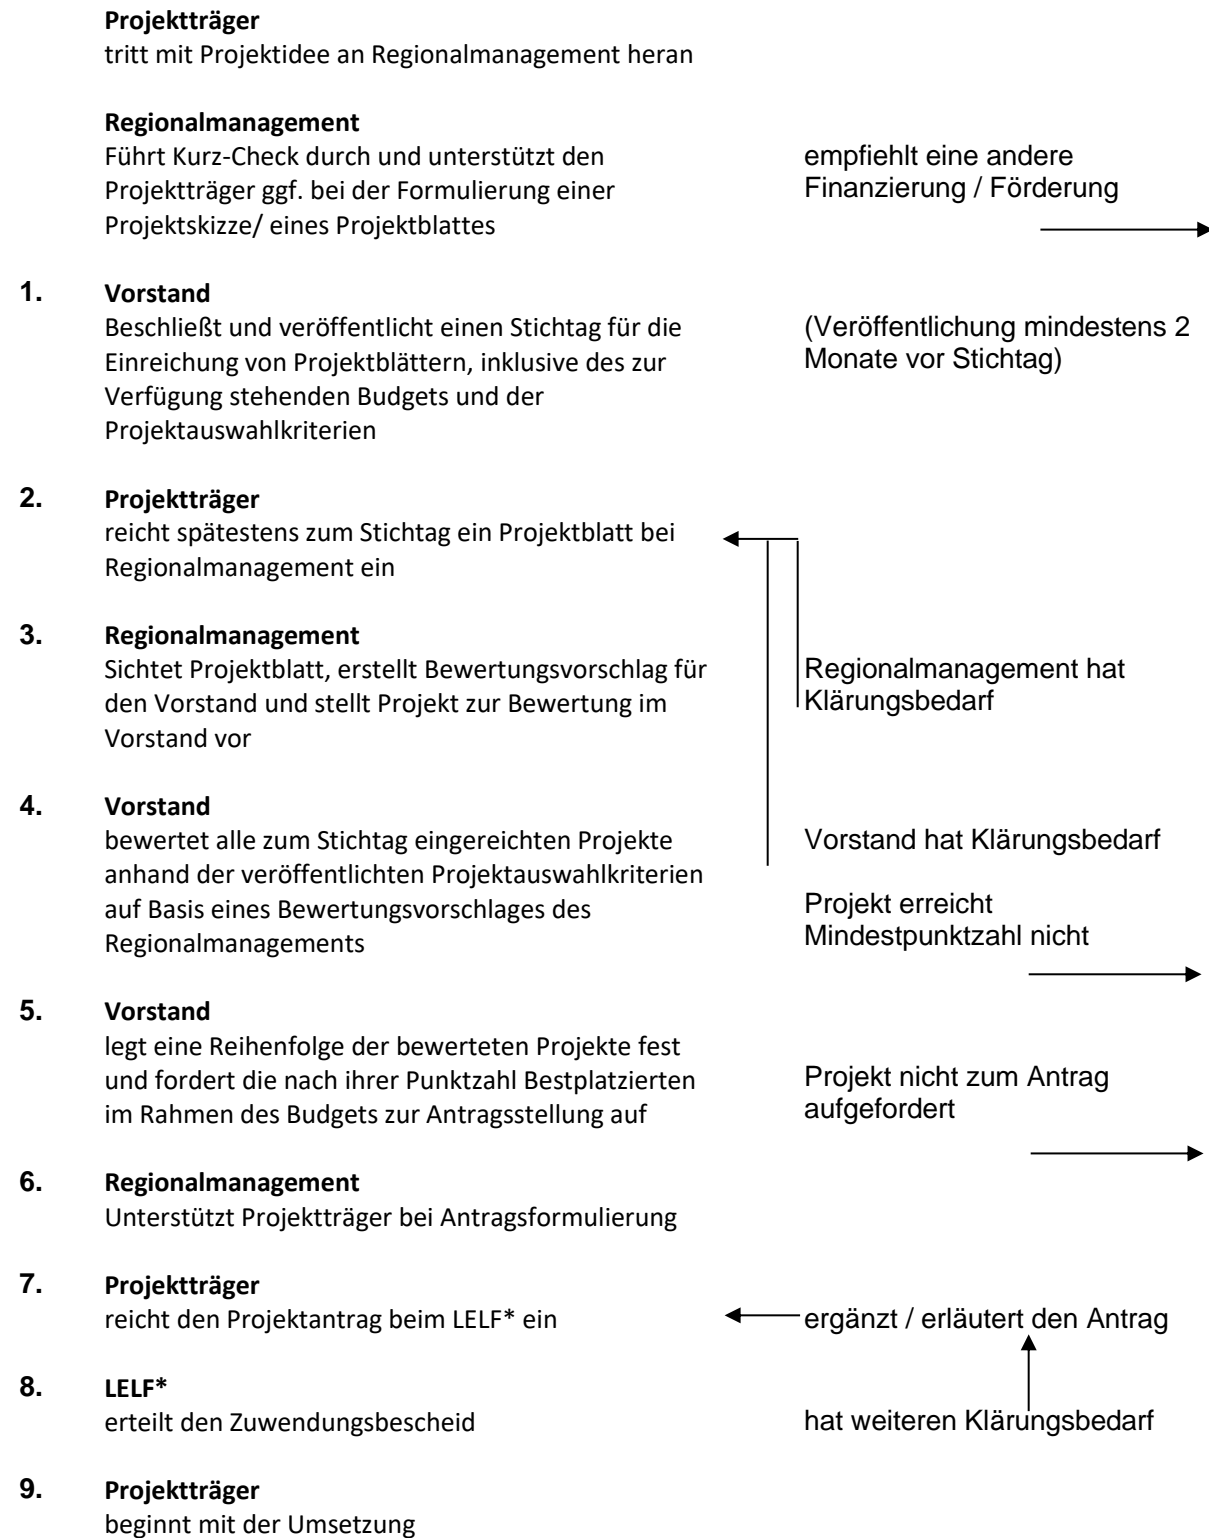 Projektträger
tritt mit Projektidee an Regionalmanagement heran
Regionalmanagement
Führt Kurz-Check durch und unterstützt den
Projektträger ggf. bei der Formulierung einer
Projektskizze/ eines Projektblattes
empfiehlt eine andere
Finanzierung / Förderung
1. Vorstand
Beschließt und veröffentlicht einen Stichtag für die
Einreichung von Projektblättern, inklusive des zur
Verfügung stehenden Budgets und der
Projektauswahlkriterien
(Veröffentlichung mindestens 2
Monate vor Stichtag)
2. Projektträger
reicht spätestens zum Stichtag ein Projektblatt bei
Regionalmanagement ein
3. Regionalmanagement
Sichtet Projektblatt, erstellt Bewertungsvorschlag für
den Vorstand und stellt Projekt zur Bewertung im
Vorstand vor
Regionalmanagement hat
Klärungsbedarf
4. Vorstand
bewertet alle zum Stichtag eingereichten Projekte
anhand der veröffentlichten Projektauswahlkriterien
auf Basis eines Bewertungsvorschlages des
Regionalmanagements
Vorstand hat Klärungsbedarf
Projekt erreicht
Mindestpunktzahl nicht
5. Vorstand
legt eine Reihenfolge der bewerteten Projekte fest
und fordert die nach ihrer Punktzahl Bestplatzierten
im Rahmen des Budgets zur Antragsstellung auf
Projekt nicht zum Antrag
aufgefordert
6. Regionalmanagement
Unterstützt Projektträger bei Antragsformulierung
7. Projektträger
reicht den Projektantrag beim LELF* ein
ergänzt / erläutert den Antrag
8. LELF*
erteilt den Zuwendungsbescheid
hat weiteren Klärungsbedarf
9. Projektträger
beginnt mit der Umsetzung